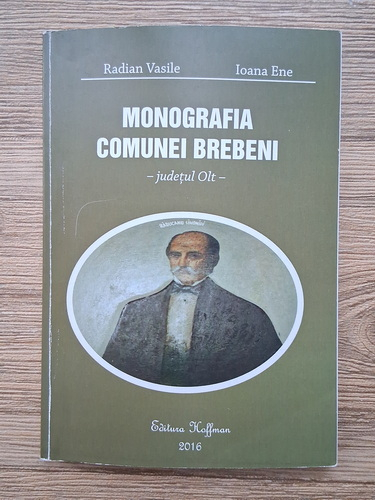 Radian Vasile Ioana Ene
MONOGRAFIA
COMUNEI BREBENI
– județul Olt –
Editura Hoffman
2016